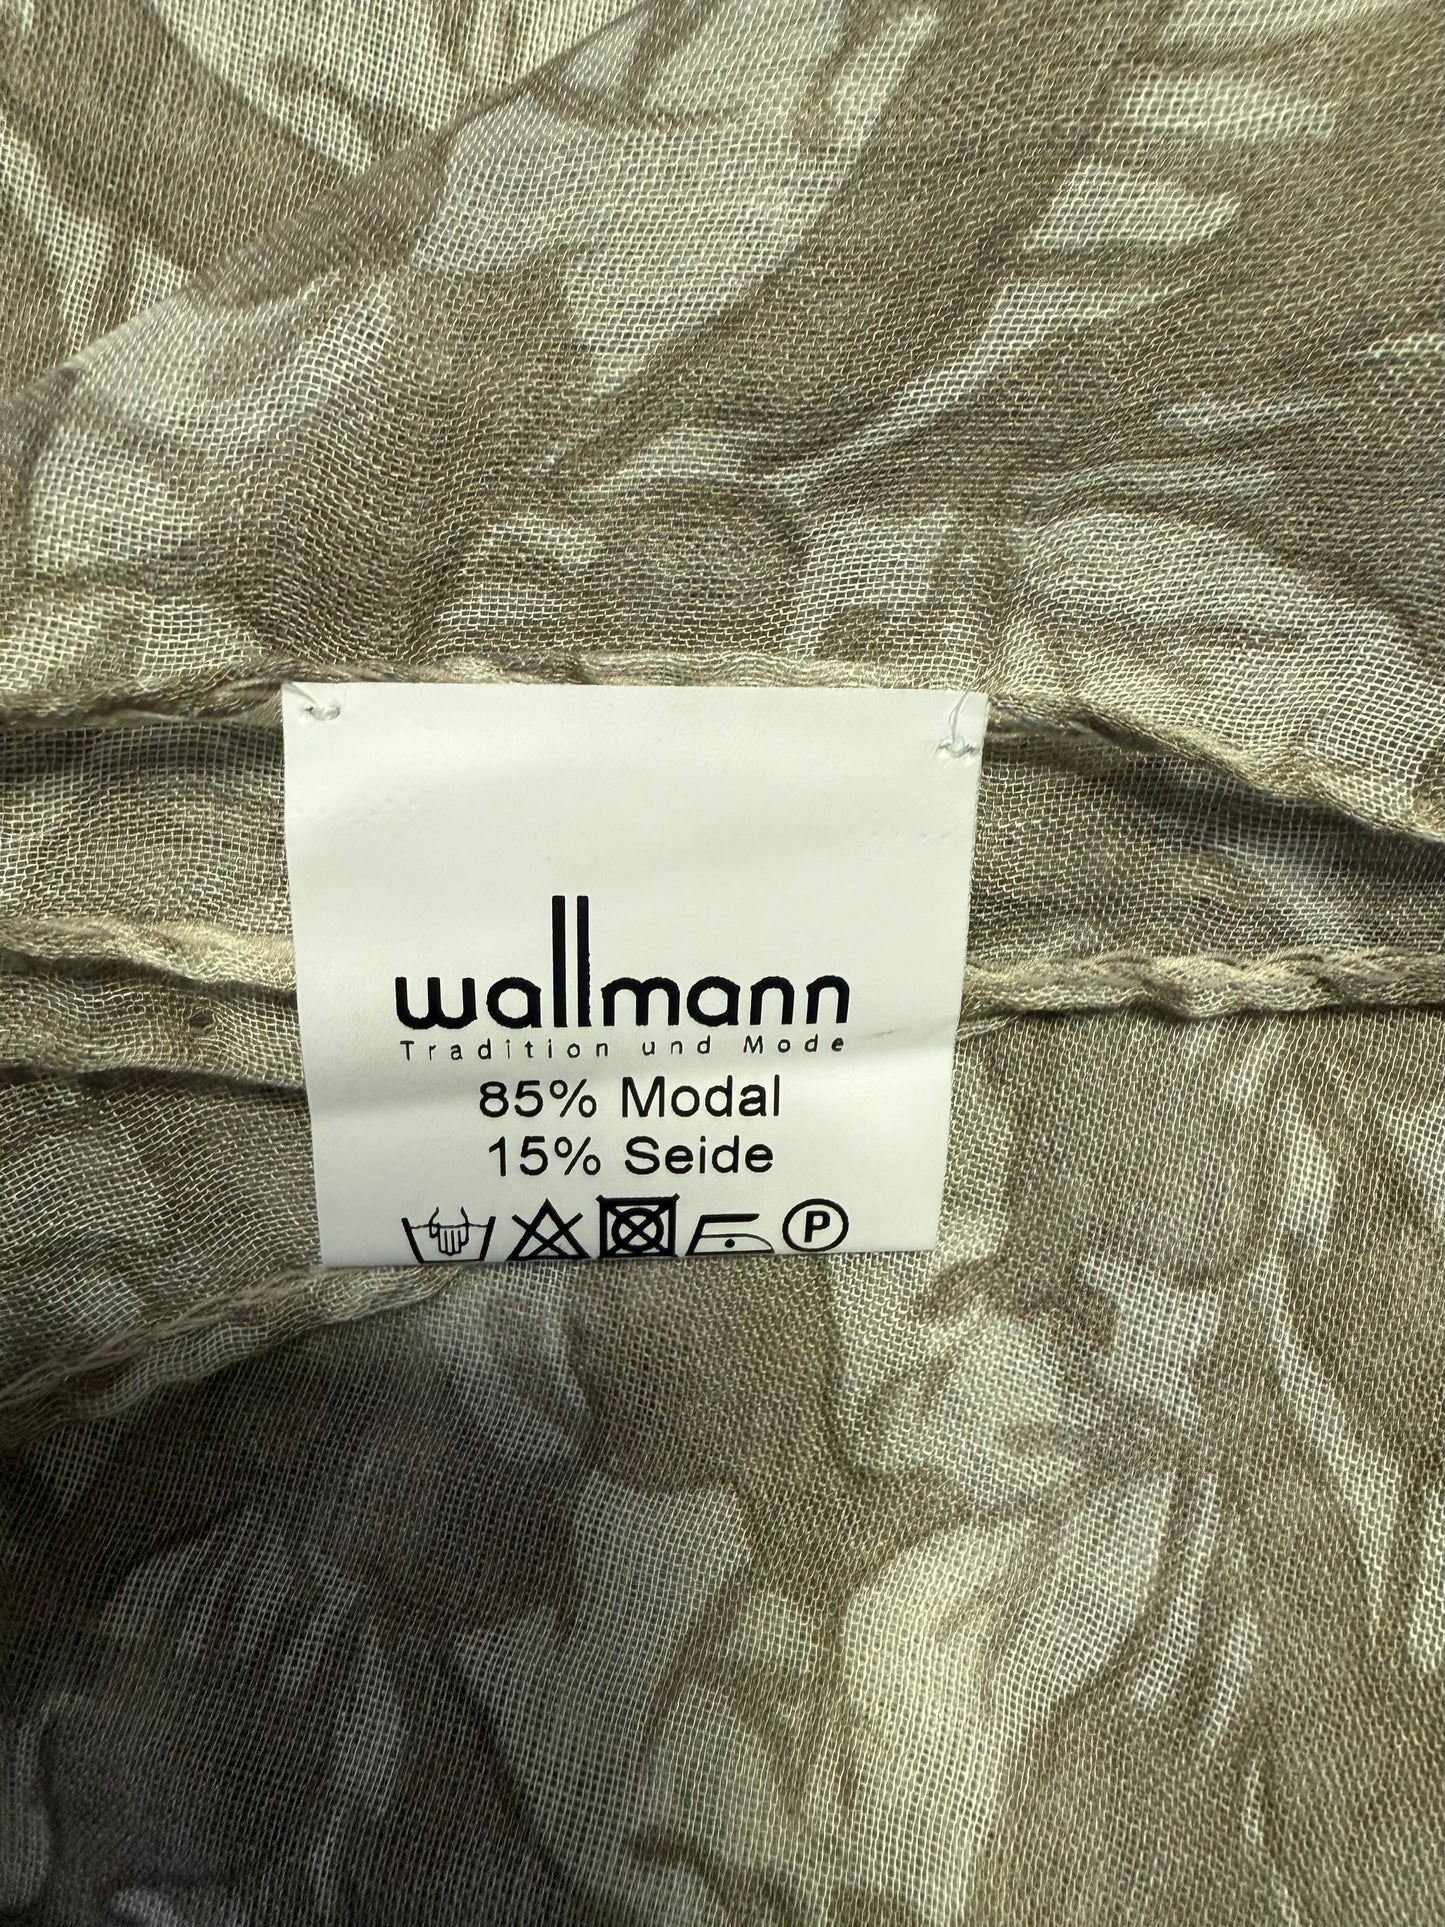 wallmann
Tradition und Mode
85% Modal
15% Seide
P